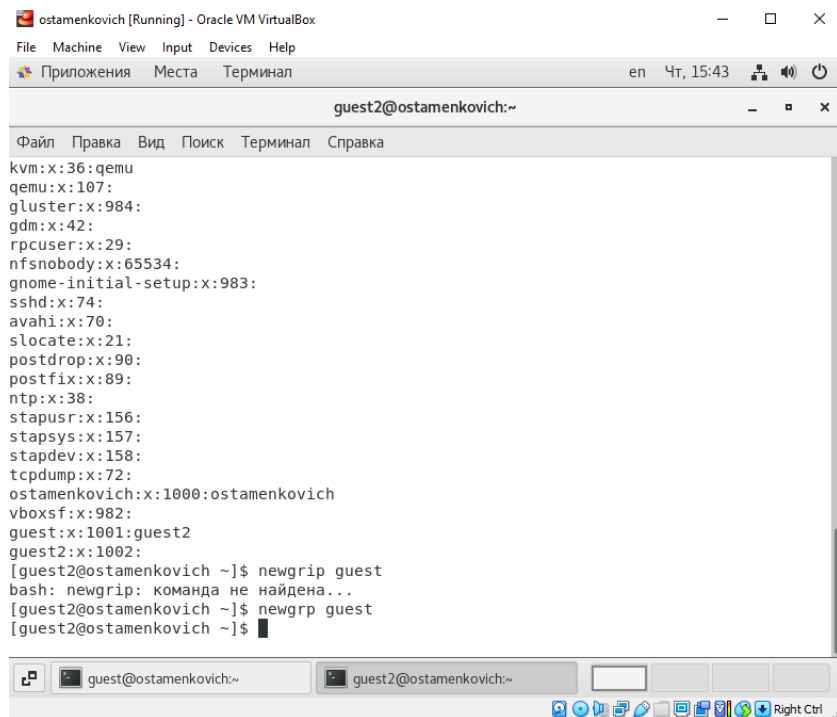 ostamenkovich [Running] - Oracle VM VirtualBox
File Machine View Input Devices Help
Приложения Места Терминал en Чт, 15:43
guest2@ostamenkovich:~
Файл Правка Вид Поиск Терминал Справка
kvm:x:36:qemu
qemu:x:107:
gluster:x:984:
gdm:x:42:
rpcuser:x:29:
nfsnobody:x:65534:
gnome-initial-setup:x:983:
sshd:x:74:
avahi:x:70:
slocate:x:21:
postdrop:x:90:
postfix:x:89:
ntp:x:38:
stapusr:x:156:
stapsys:x:157:
stapdev:x:158:
tcpdump:x:72:
ostamenkovich:x:1000:ostamenkovich
vboxsf:x:982:
guest:x:1001:guest2
guest2:x:1002:
[guest2@ostamenkovich ~]$ newgrip guest
bash: newgrip: команда не найдена...
[guest2@ostamenkovich ~]$ newgrp guest
[guest2@ostamenkovich ~]$
guest@ostamenkovich:~ guest2@ostamenkovich:~
Right Ctrl